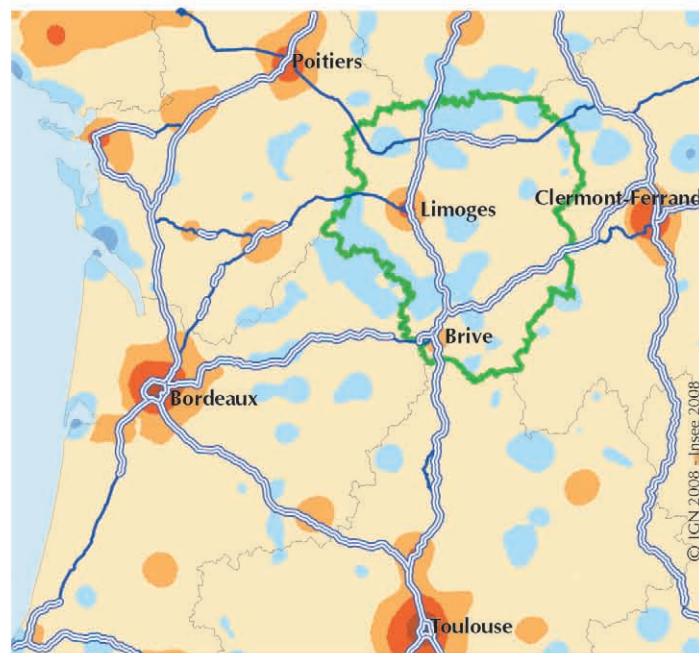 Poitiers
Limoges
Clermont-Ferrand
Brive
Bordeaux
Toulouse
© IGN 2008 - Insee 2008